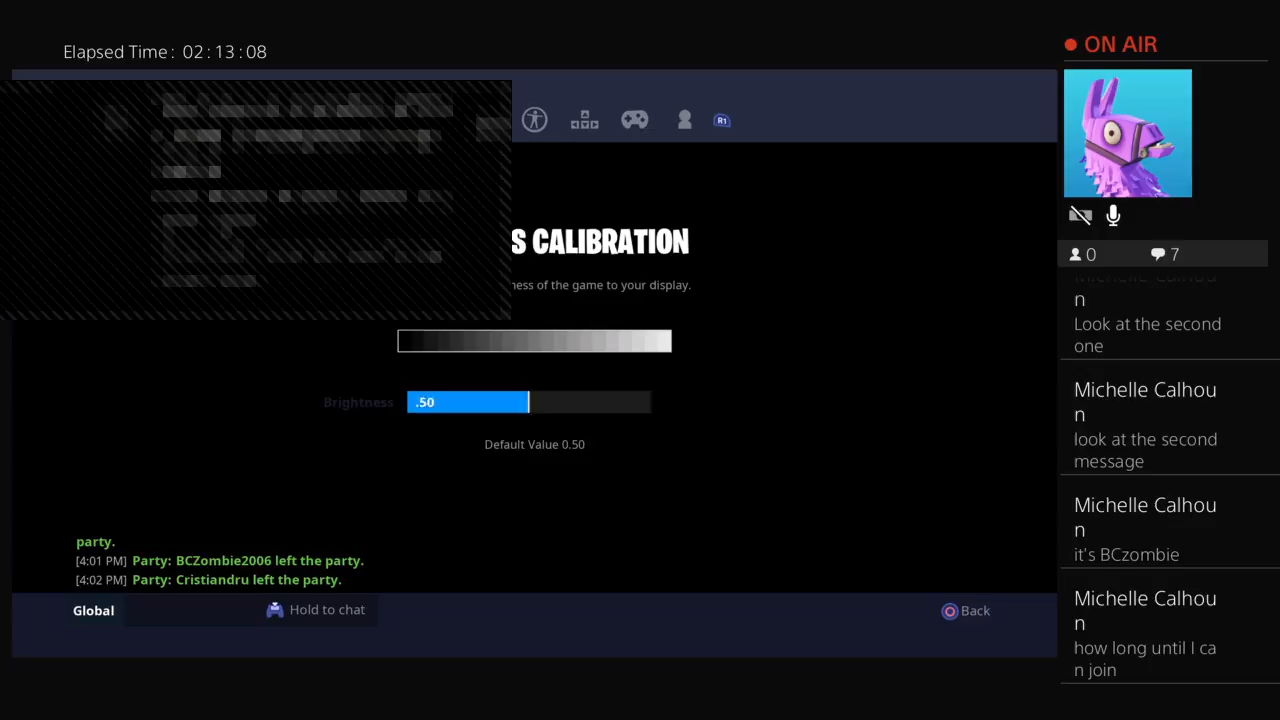 Elapsed Time: 02:13:08
ON AIR
R1
S CALIBRATION
ness of the game to your display.
0
7
n
Look at the second
one
Brightness
.50
Michelle Calhou
n
look at the second
message
Default Value 0.50
Michelle Calhou
n
it's BCzombie
party.
[4:01 PM] Party: BCZombie2006 left the party.
[4:02 PM] Party: Cristiandru left the party.
Michelle Calhou
n
how long until I ca
n join
Global
Hold to chat
Back